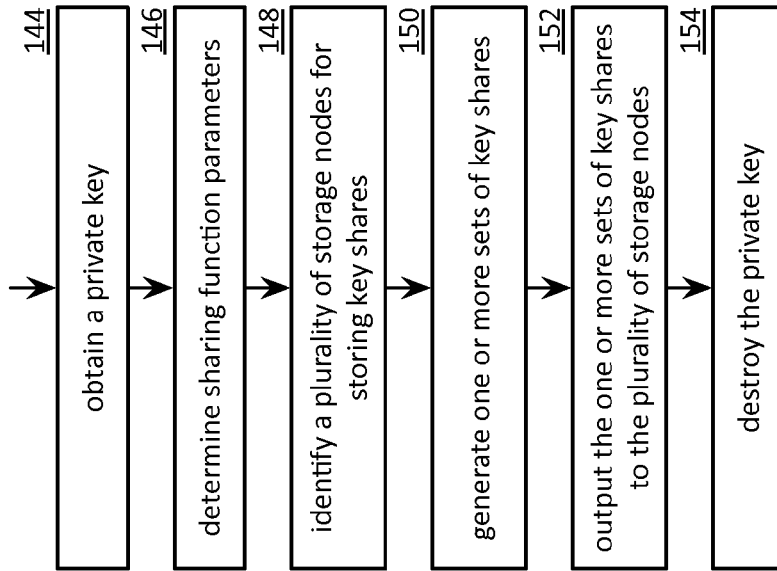 144
obtain a private key
146
determine sharing function parameters
148
identify a plurality of storage nodes for
storing key shares
150
generate one or more sets of key shares
152
output the one or more sets of key shares
to the plurality of storage nodes
154
destroy the private key